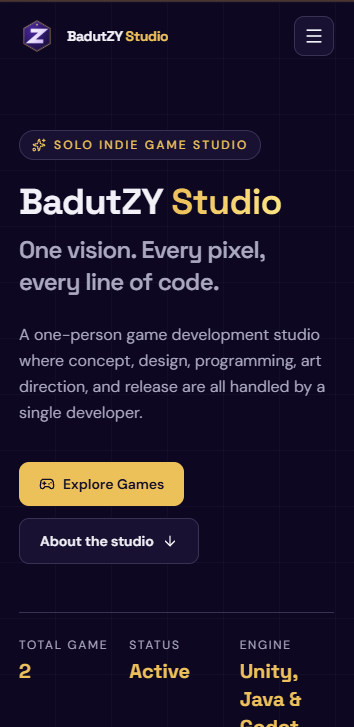 BadutZY Studio
SOLO INDIE GAME STUDIO
BadutZY Studio
One vision. Every pixel,
every line of code.
A one-person game development studio
where concept, design, programming, art
direction, and release are all handled by a
single developer.
Explore Games
About the studio ↓
TOTAL GAME STATUS ENGINE
2 Active Unity,
Java &
Godot